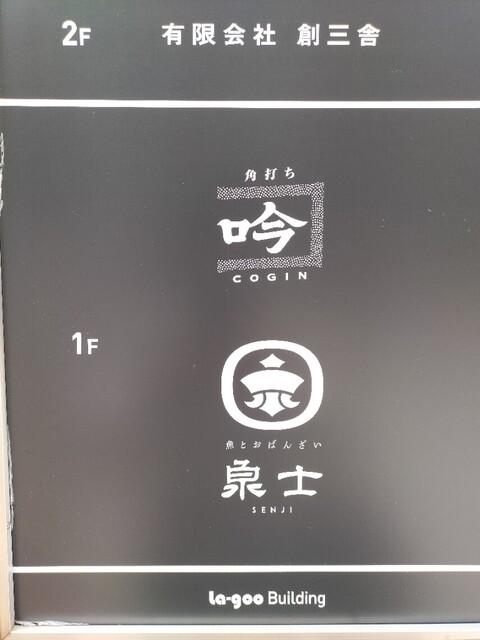 2F 有限会社 創三舎
角打ち
吟
COGIN
1F
魚とおばんざい
泉士
SENJI
la-goo Building